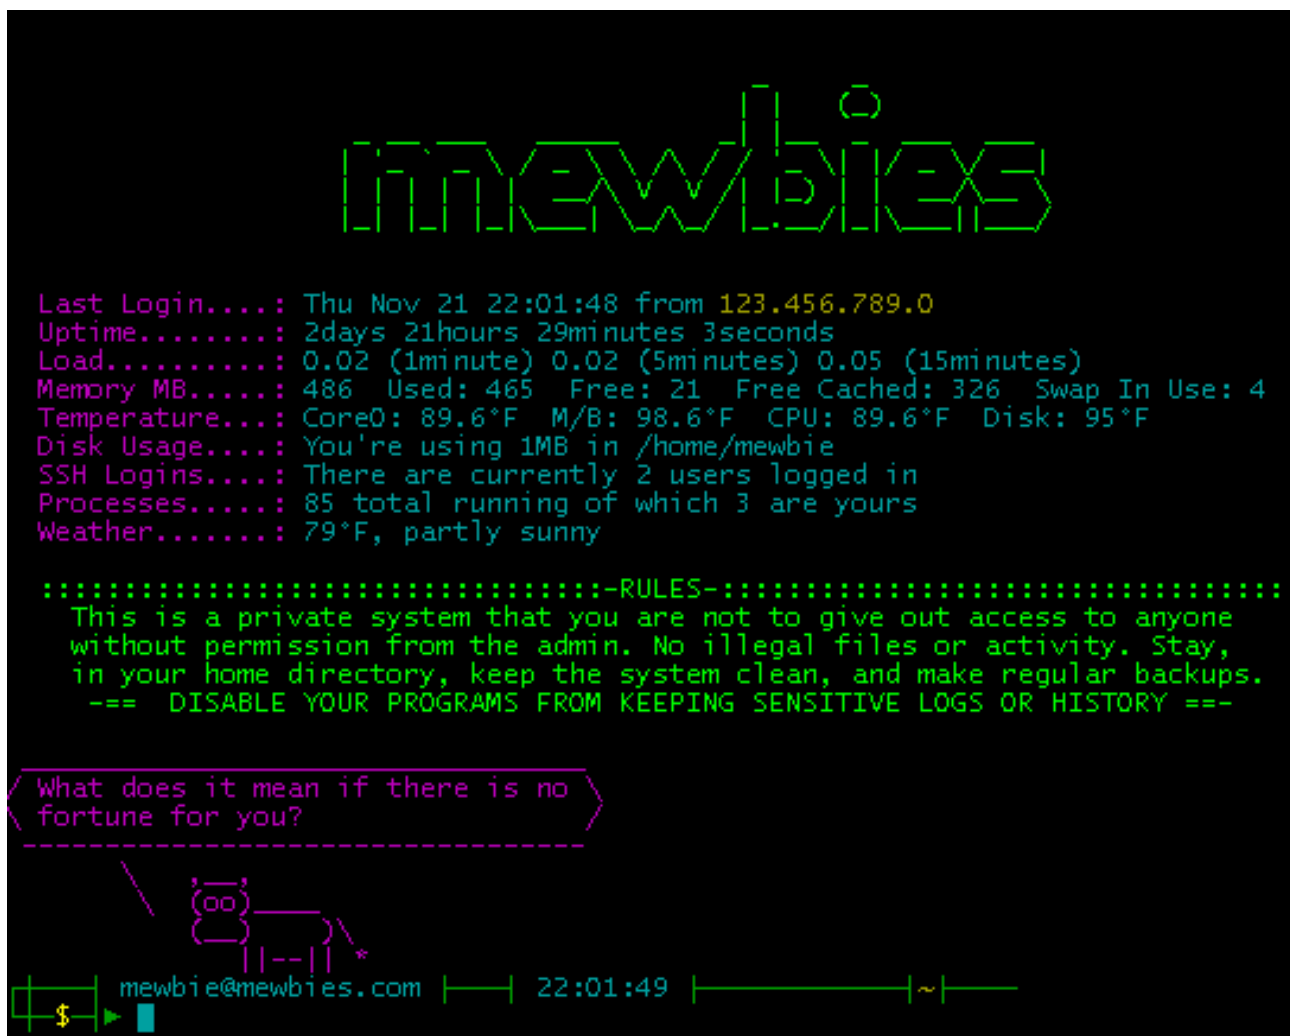 mewbies
Last Login....: Thu Nov 21 22:01:48 from 123.456.789.0
Uptime........: 2days 21hours 29minutes 3seconds
Load..........: 0.02 (1minute) 0.02 (5minutes) 0.05 (15minutes)
Memory MB.....: 486  Used: 465  Free: 21  Free Cached: 326  Swap In Use: 4
Temperature...: Core0: 89.6°F  M/B: 98.6°F  CPU: 89.6°F  Disk: 95°F
Disk Usage....: You're using 1MB in /home/mewbie
SSH Logins....: There are currently 2 users logged in
Processes.....: 85 total running of which 3 are yours
Weather.......: 79°F, partly sunny
::::::::::::::::::::::::::::::::::-RULES-::::::::::::::::::::::::::::::::::
This is a private system that you are not to give out access to anyone
without permission from the admin. No illegal files or activity. Stay,
in your home directory, keep the system clean, and make regular backups.
-==  DISABLE YOUR PROGRAMS FROM KEEPING SENSITIVE LOGS OR HISTORY ==-
What does it mean if there is no
fortune for you?
mewbie@mewbies.com 22:01:49 ~
$